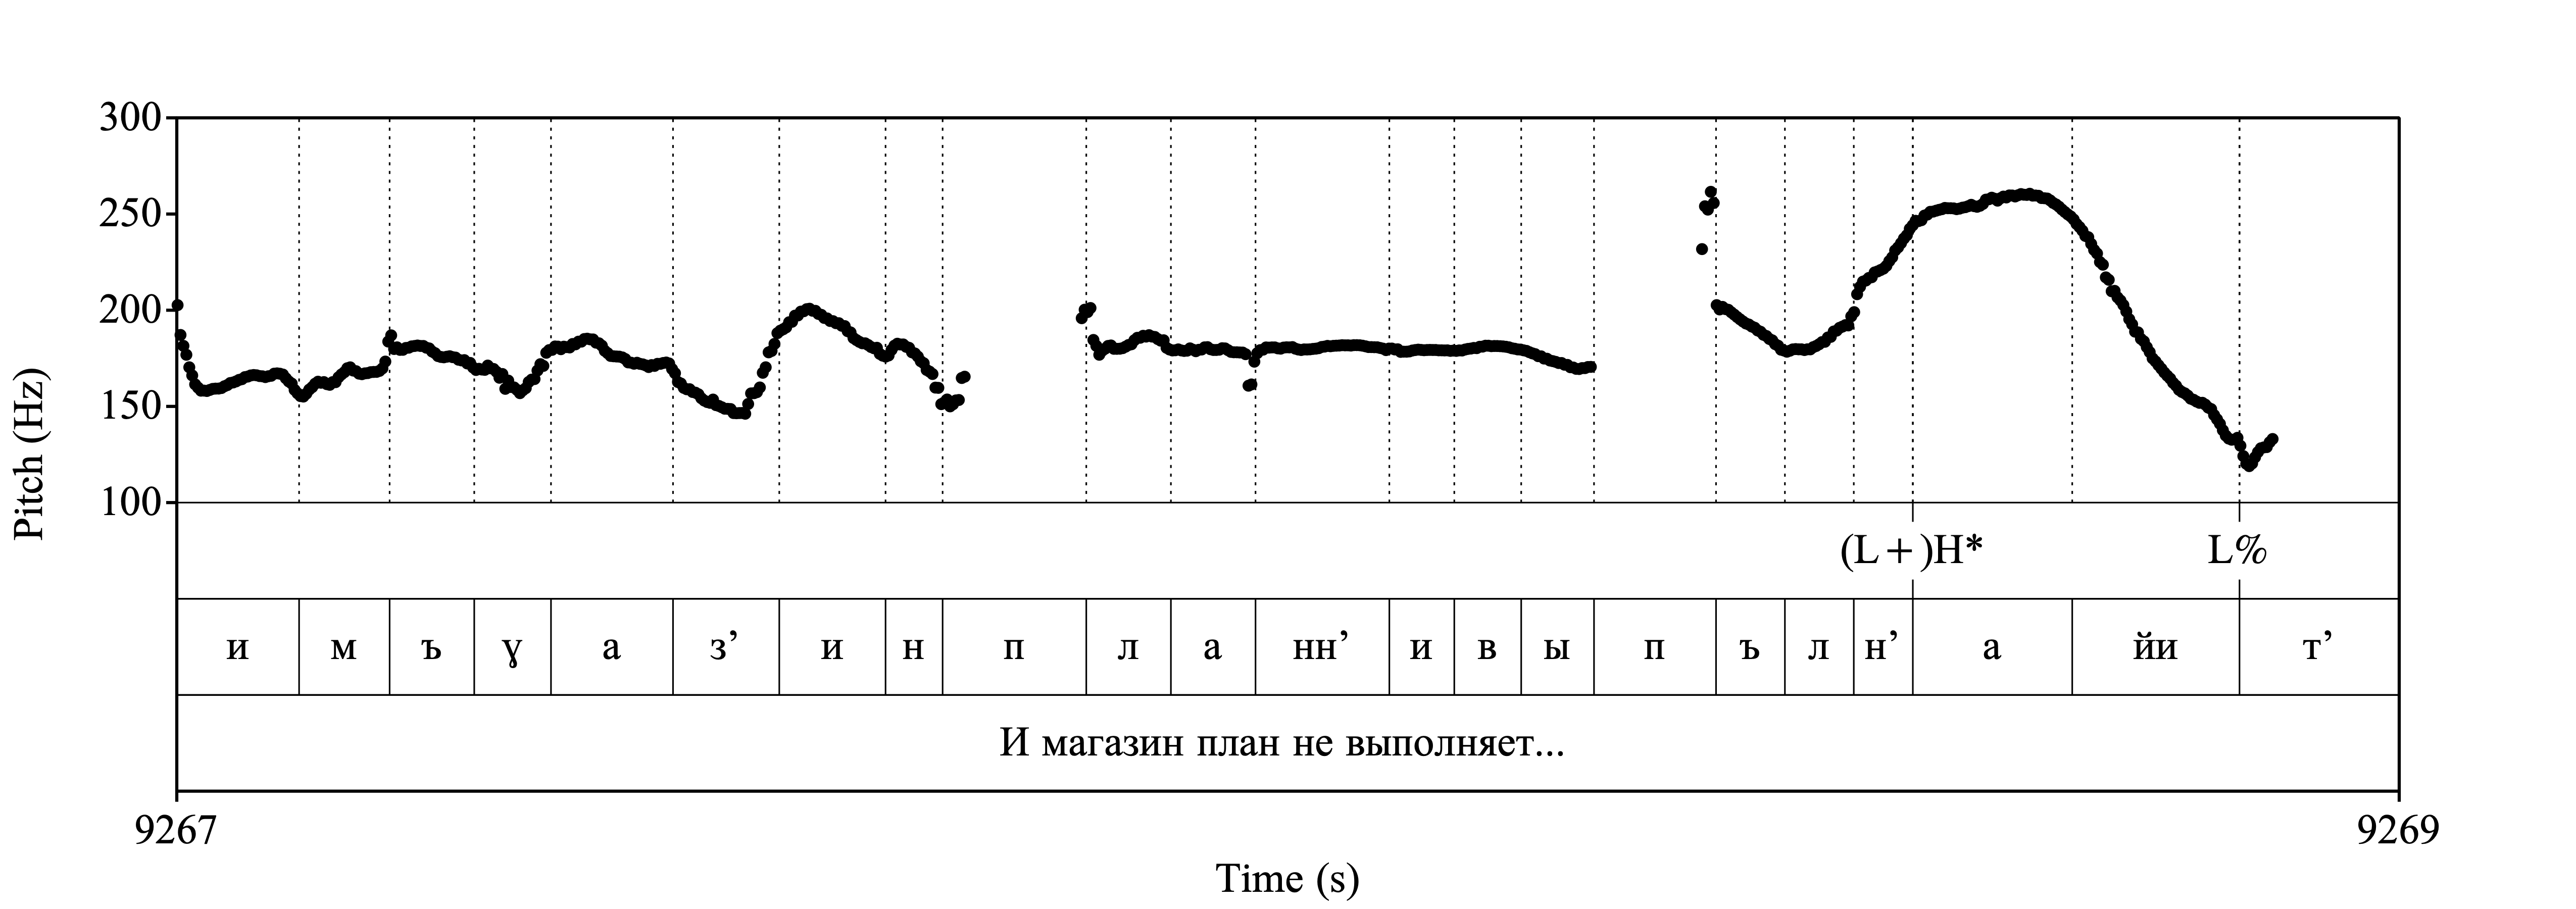 300
250
200
150
100
Pitch (Hz)
(L+)H* L%
и м ъ ɣ а з’ и н п л а нн’ и в ы п ъ л н’ а йи т’
И магазин план не выполняет...
9267 9269
Time (s)